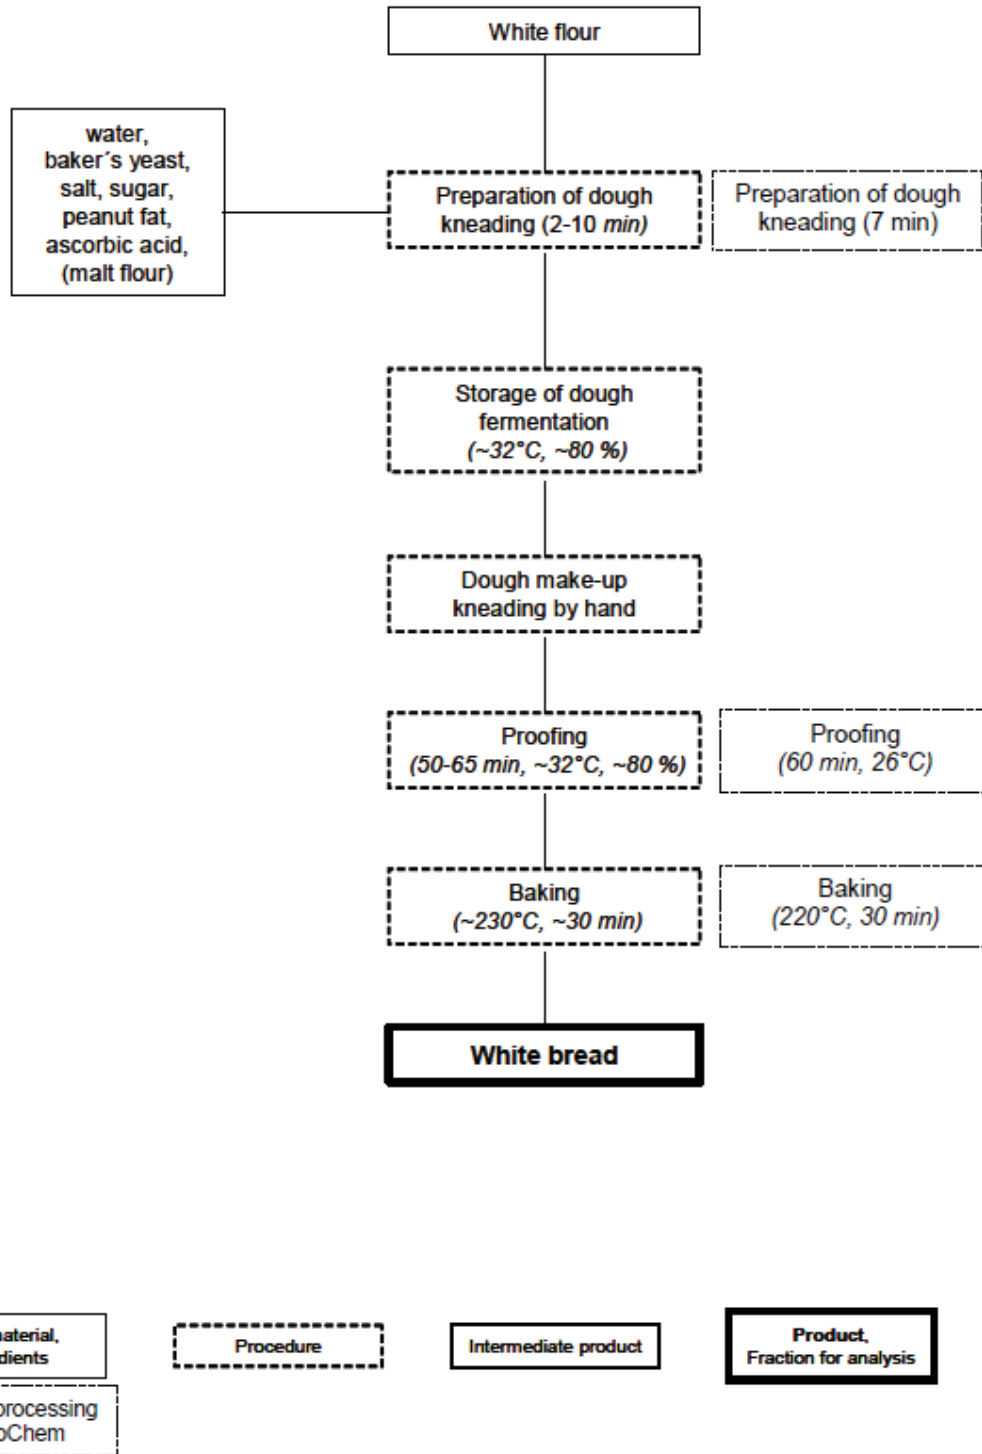 White flour
water,
baker´s yeast,
salt, sugar,
peanut fat,
ascorbic acid,
(malt flour)
Preparation of dough
kneading (2-10 min)
Preparation of dough
kneading (7 min)
Storage of dough
fermentation
(~32°C, ~80 %)
Dough make-up
kneading by hand
Proofing
(50-65 min, ~32°C, ~80 %)
Proofing
(60 min, 26°C)
Baking
(~230°C, ~30 min)
Baking
(220°C, 30 min)
White bread
Procedure
Intermediate product
Product,
Fraction for analysis
processing